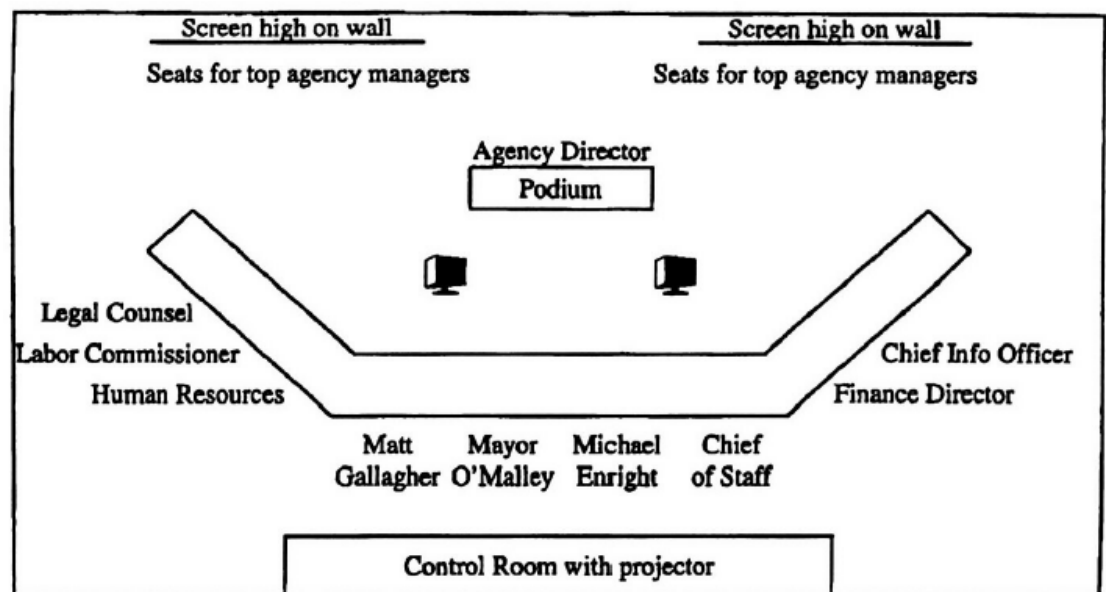 Screen high on wall
Screen high on wall
Seats for top agency managers
Seats for top agency managers
Agency Director
Podium
Legal Counsel
Labor Commissioner
Human Resources
Chief Info Officer
Finance Director
Matt
Gallagher
Mayor
O'Malley
Michael
Enright
Chief
of Staff
Control Room with projector